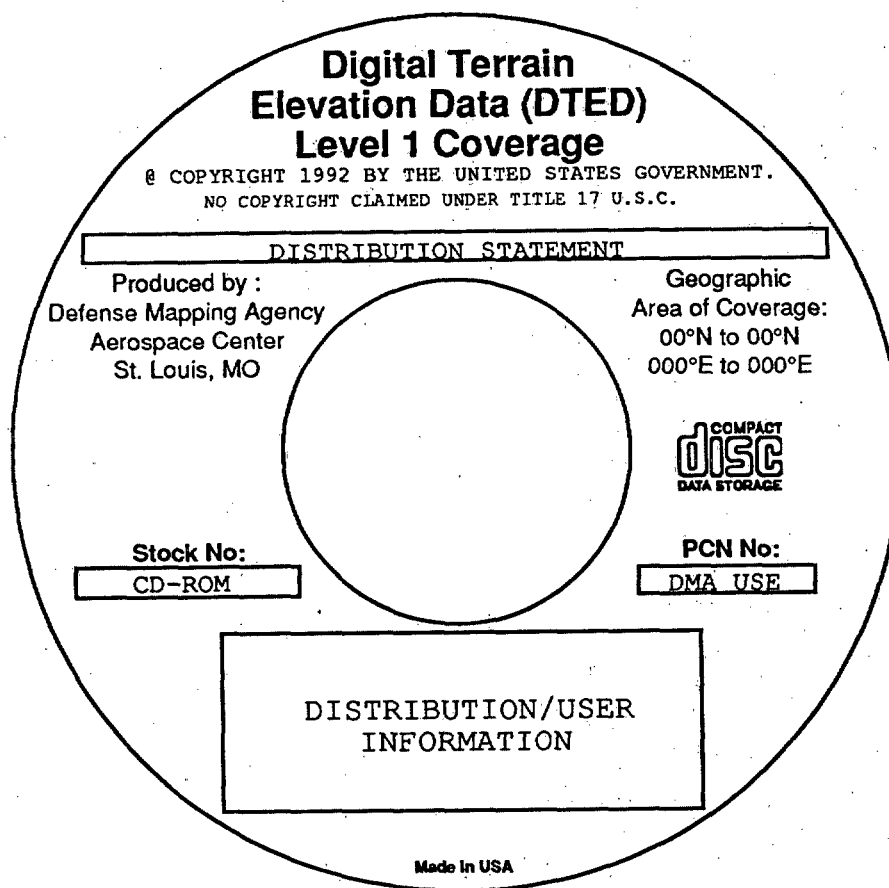 Digital Terrain
Elevation Data (DTED)
Level 1 Coverage
@ COPYRIGHT 1992 BY THE UNITED STATES GOVERNMENT.
NO COPYRIGHT CLAIMED UNDER TITLE 17 U.S.C.
DISTRIBUTION STATEMENT
Produced by :
Defense Mapping Agency
Aerospace Center
St. Louis, MO
Geographic
Area of Coverage:
00°N to 00°N
000°E to 000°E
COMPACT
disc
DATA STORAGE
Stock No:
CD-ROM
PCN No:
DMA USE
DISTRIBUTION/USER
INFORMATION
Made in USA